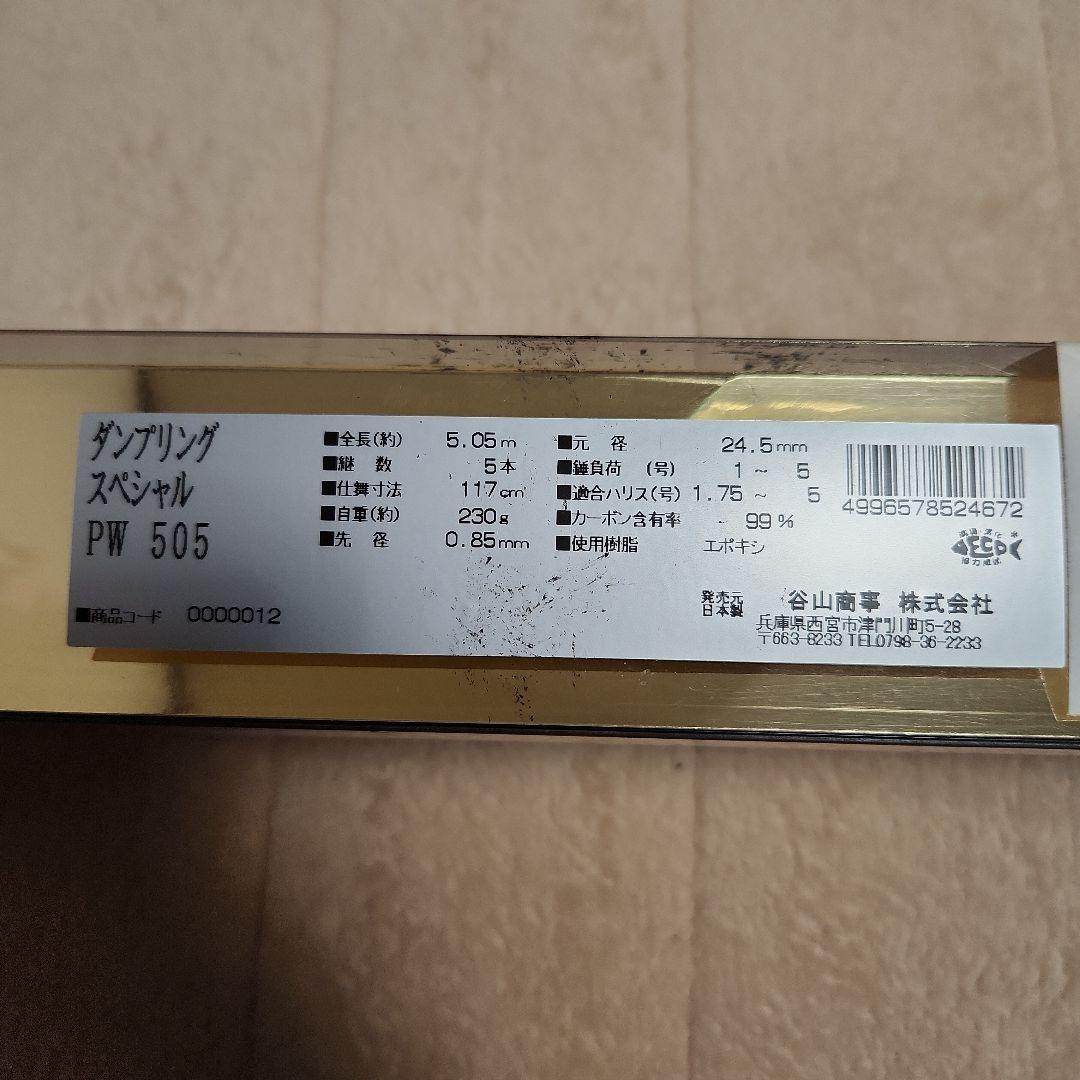 ダンプリング
スペシャル
PW 505
■商品コード 0000012
■全長(約) 5.05m
■継 数 5本
■仕舞寸法 117cm
■自重(約) 230g
■先 径 0.85mm
■元 径 24.5mm
■錘負荷 (号) 1 ~ 5
■適合ハリス(号) 1.75 ~ 5
■カーボン含有率 99%
■使用樹脂 エポキシ
4996578524672
ECO
協力商品
発売元
日本製
谷山商事 株式会社
兵庫県西宮市津門川町5-28
〒663-8233 TEL0798-36-2233